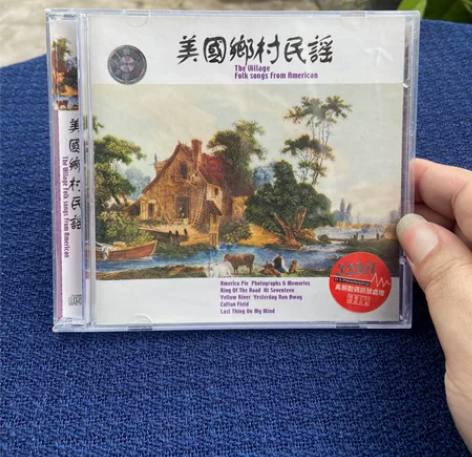 美國鄉村民謠
The Village
Folk songs From American
America Pie Photographs & Memories
King Of The Road At Seventeen
Yellow River Yesterday Run Away
Cotton Field
Last Thing On My Mind
美國鄉村民謠
The Village Folk songs From American